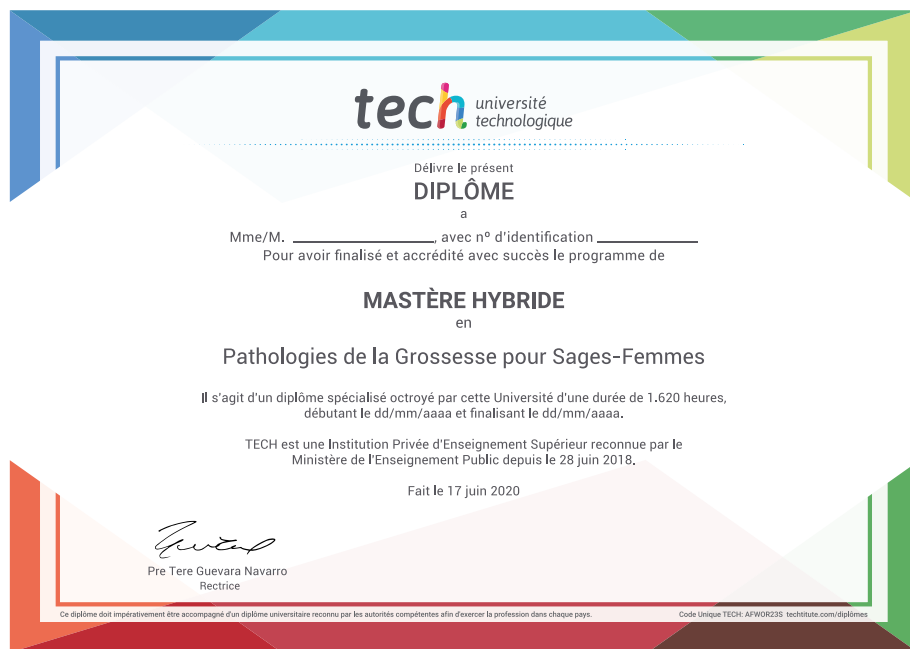 tech université
technologique
Délivre le présent
DIPLÔME
a
Mme/M. ____________, avec nº d'identification ____________
Pour avoir finalisé et accrédité avec succès le programme de
MASTÈRE HYBRIDE
en
Pathologies de la Grossesse pour Sages-Femmes
Il s'agit d'un diplôme spécialisé octroyé par cette Université d'une durée de 1.620 heures,
débutant le dd/mm/aaaa et finalisant le dd/mm/aaaa.
TECH est une Institution Privée d'Enseignement Supérieur reconnue par le
Ministère de l'Enseignement Public depuis le 28 juin 2018.
Fait le 17 juin 2020
Pre Tere Guevara Navarro
Rectrice
Ce diplôme doit impérativement être accompagné d'un diplôme universitaire reconnu par les autorités compétentes afin d'exercer la profession dans chaque pays.
Code Unique TECH: AFWOR23S techtitute.com/diplômes